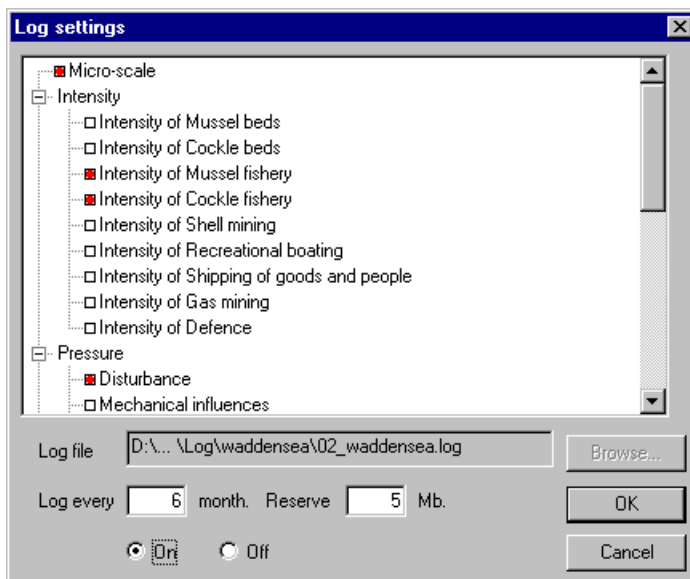 Log settings
Micro-scale
Intensity
Intensity of Mussel beds
Intensity of Cockle beds
Intensity of Mussel fishery
Intensity of Cockle fishery
Intensity of Shell mining
Intensity of Recreational boating
Intensity of Shipping of goods and people
Intensity of Gas mining
Intensity of Defence
Pressure
Disturbance
Mechanical influences
Log file D:\... \Log\waddensea\02_waddensea.log Browse...
Log every 6 month. Reserve 5 Mb. OK
On Off Cancel